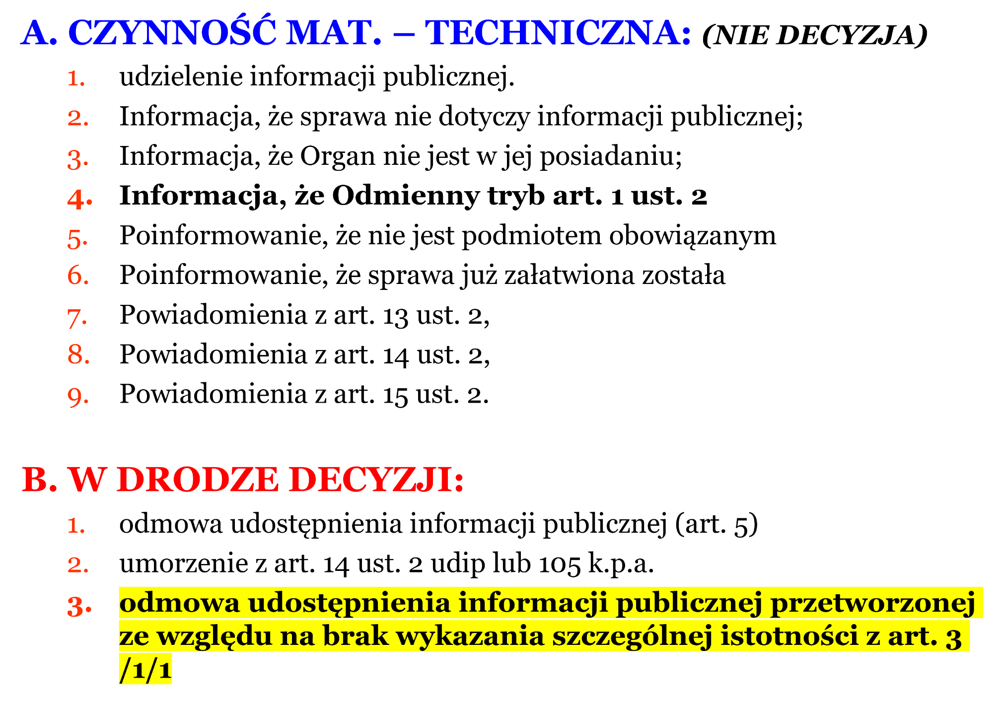 A. CZYNNOŚĆ MAT. – TECHNICZNA: (NIE DECYZJA)
1. udzielenie informacji publicznej.
2. Informacja, że sprawa nie dotyczy informacji publicznej;
3. Informacja, że Organ nie jest w jej posiadaniu;
4. Informacja, że Odmienny tryb art. 1 ust. 2
5. Poinformowanie, że nie jest podmiotem obowiązanym
6. Poinformowanie, że sprawa już załatwiona została
7. Powiadomienia z art. 13 ust. 2,
8. Powiadomienia z art. 14 ust. 2,
9. Powiadomienia z art. 15 ust. 2.
B. W DRODZE DECYZJI:
1. odmowa udostępnienia informacji publicznej (art. 5)
2. umorzenie z art. 14 ust. 2 udip lub 105 k.p.a.
3. odmowa udostępnienia informacji publicznej przetworzonej
ze względu na brak wykazania szczególnej istotności z art. 3
/1/1